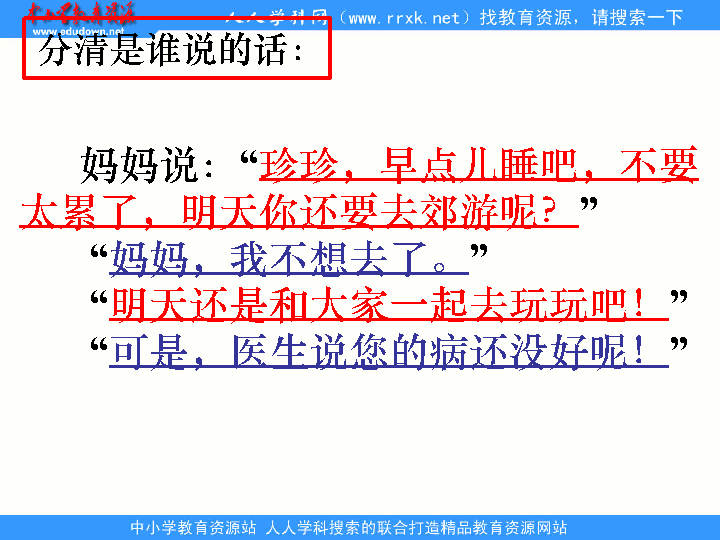 中小学教育资源
www.edudown.net
人人学科网（www.rrxk.net）找教育资源，请搜索一下
分清是谁说的话：
妈妈说：“珍珍，早点儿睡吧，不要
太累了，明天你还要去郊游呢？”
“妈妈，我不想去了。”
“明天还是和大家一起去玩玩吧！”
“可是，医生说您的病还没好呢！”
中小学教育资源站 人人学科搜索的联合打造精品教育资源网站